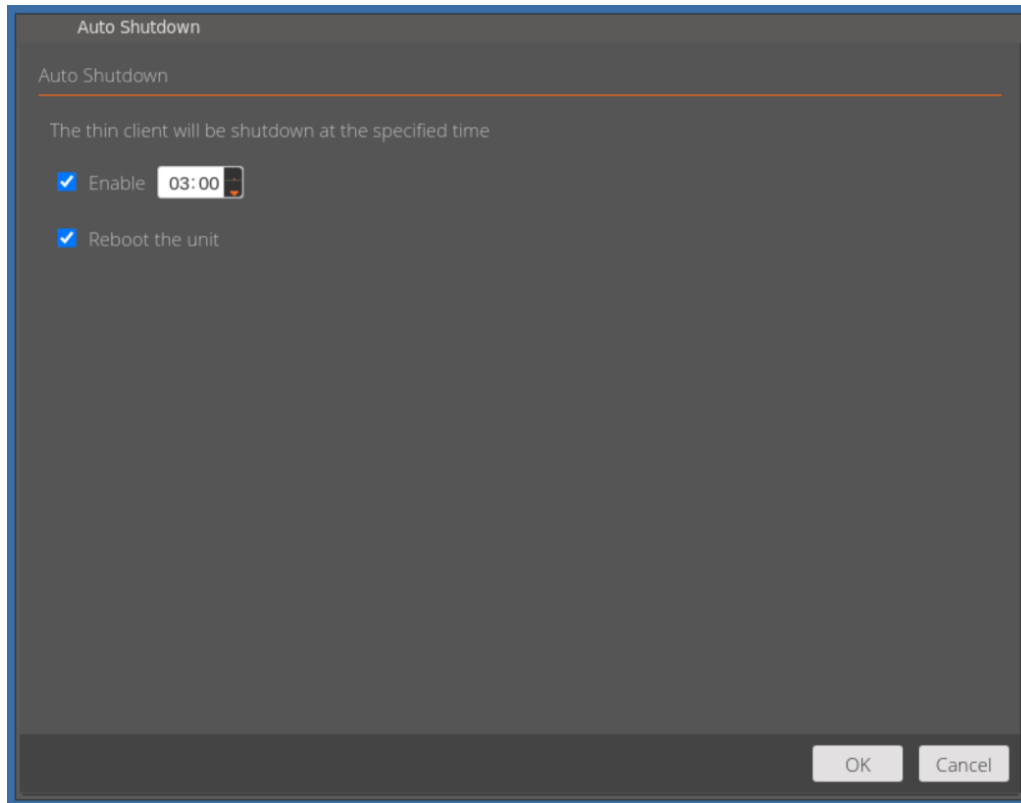 Auto Shutdown
Auto Shutdown
The thin client will be shutdown at the specified time
Enable 03:00
Reboot the unit
OK Cancel